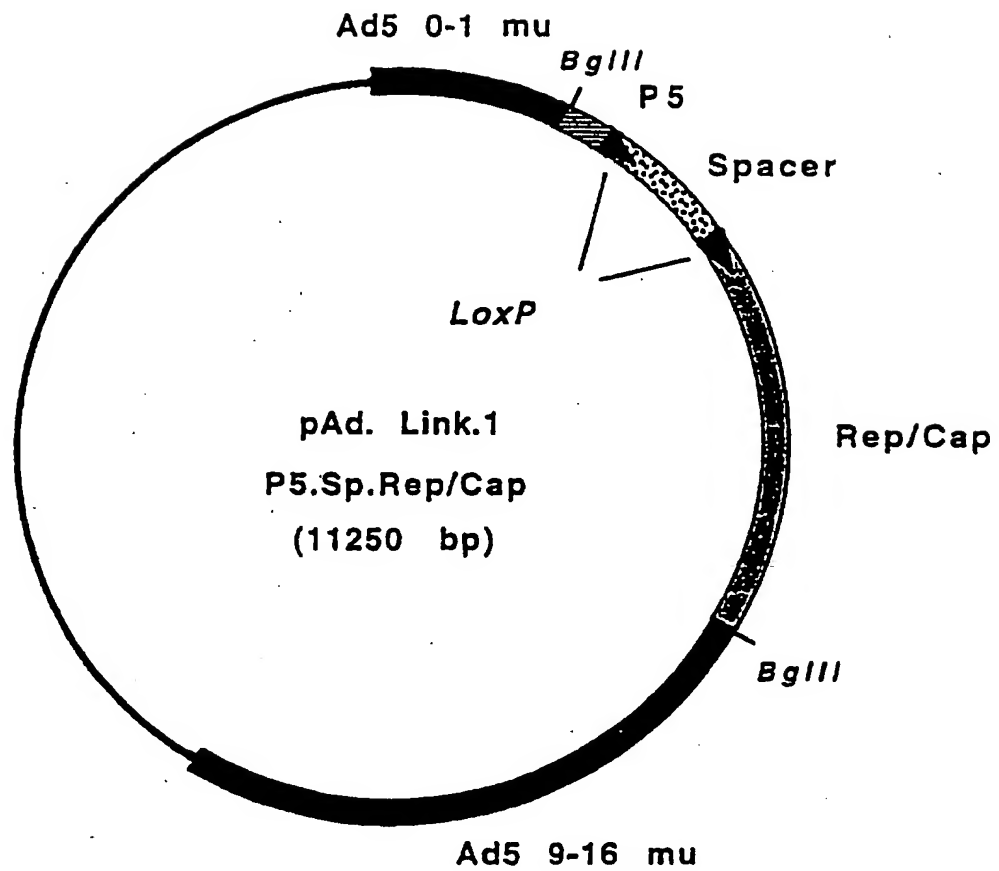 Ad5 0-1 mu
BglII
P5
Spacer
LoxP
pAd. Link.1
P5.Sp.Rep/Cap
(11250 bp)
Rep/Cap
BglII
Ad5 9-16 mu